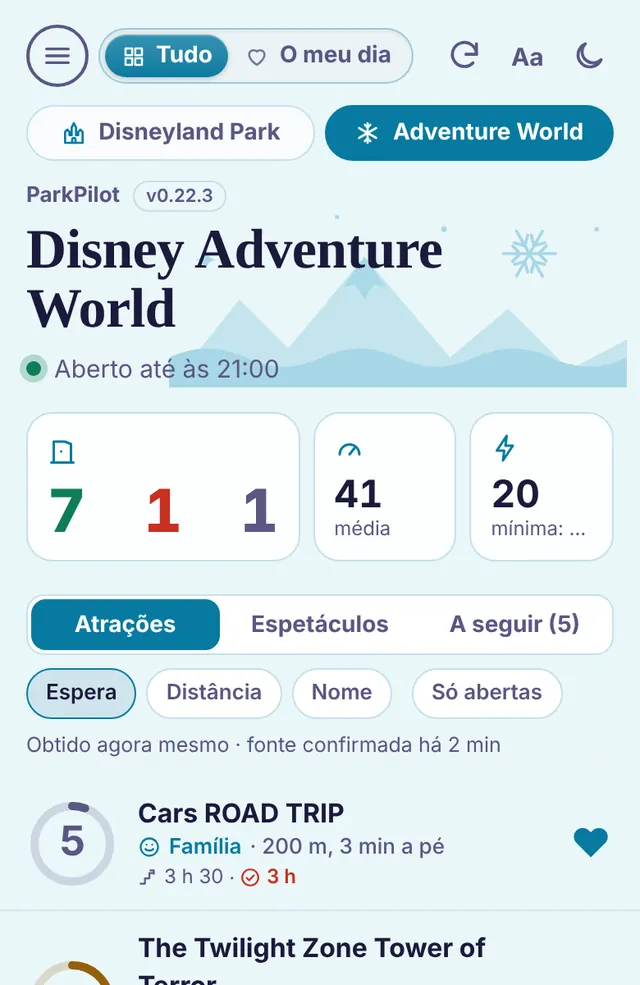 Tudo
O meu dia
Aa
Disneyland Park
Adventure World
ParkPilot
v0.22.3
Disney Adventure
World
Aberto até às 21:00
7 1 1
41
média
20
mínima: ...
Atrações
Espetáculos
A seguir (5)
Espera
Distância
Nome
Só abertas
Obtido agora mesmo · fonte confirmada há 2 min
5
Cars ROAD TRIP
Família · 200 m, 3 min a pé
3 h 30 · 3 h
The Twilight Zone Tower of
Terror